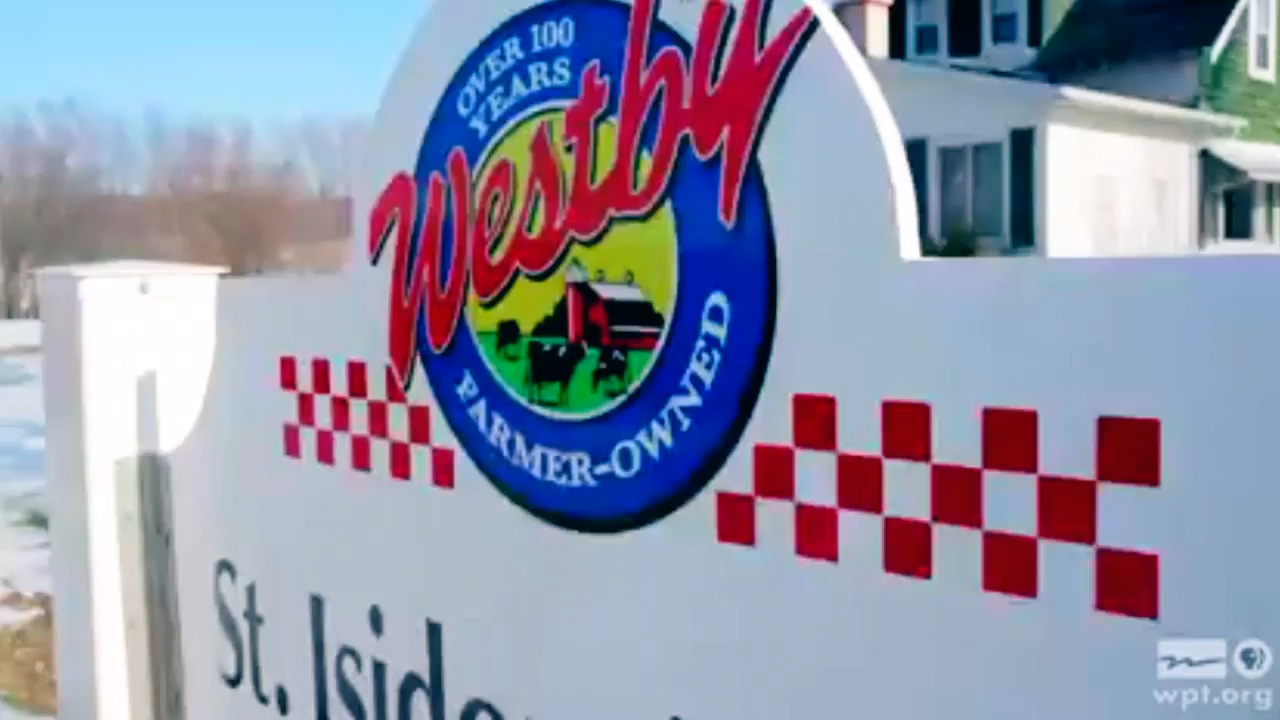 OVER 100
YEARS
Westby
FARMER-OWNED
St.
wpt.org